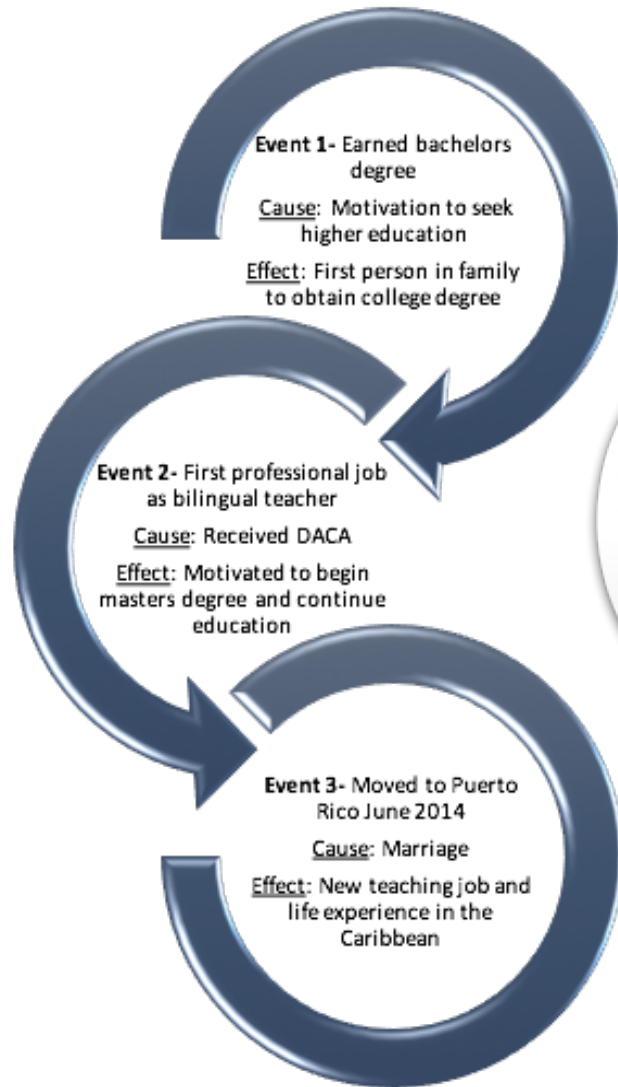 Event 1- Earned bachelors
degree
Cause: Motivation to seek
higher education
Effect: First person in family
to obtain college degree
Event 2- First professional job
as bilingual teacher
Cause: Received DACA
Effect: Motivated to begin
masters degree and continue
education
Event 3- Moved to Puerto
Rico June 2014
Cause: Marriage
Effect: New teaching job and
life experience in the
Caribbean